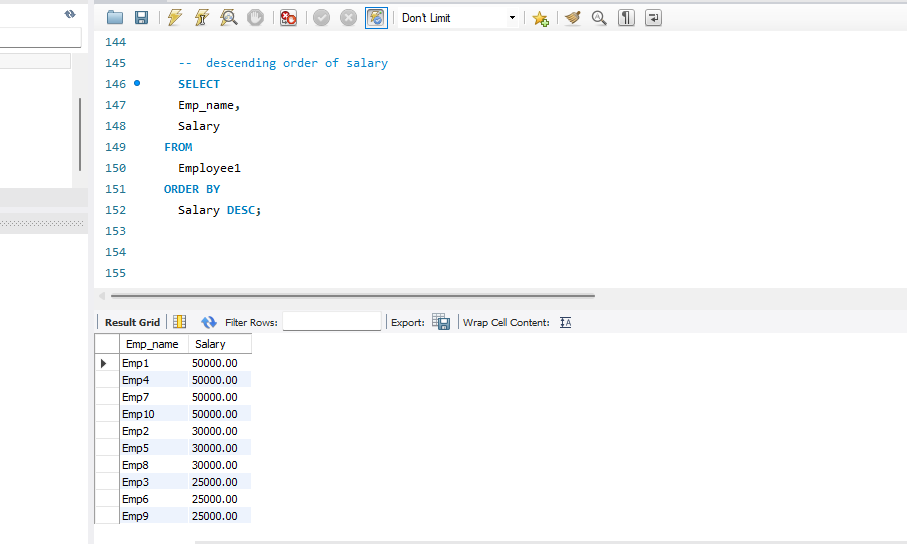 Don't Limit
144
145 -- descending order of salary
146 SELECT
147 Emp_name,
148 Salary
149 FROM
150 Employee1
151 ORDER BY
152 Salary DESC;
153
154
155
Result Grid Filter Rows: Export: Wrap Cell Content:
Emp_name Salary
Emp1 50000.00
Emp4 50000.00
Emp7 50000.00
Emp10 50000.00
Emp2 30000.00
Emp5 30000.00
Emp8 30000.00
Emp3 25000.00
Emp6 25000.00
Emp9 25000.00